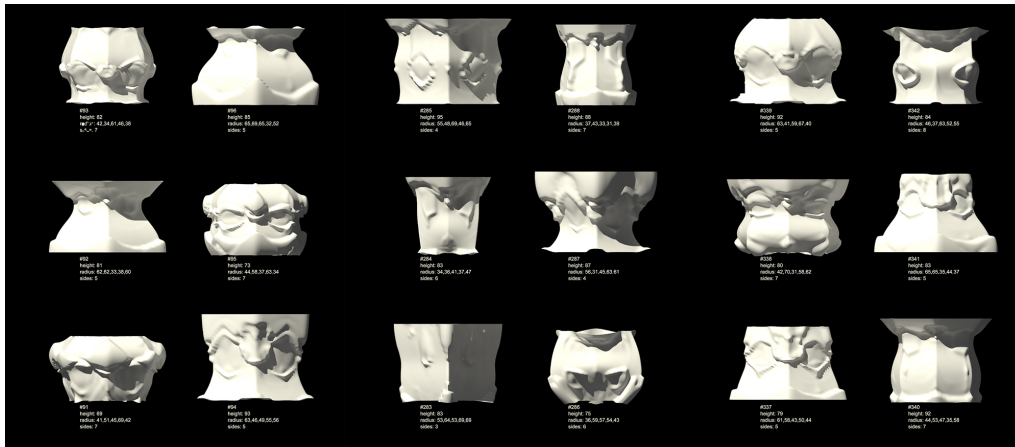 #93
height: 82
42,34,61,46,38
7
#96
height: 85
radius: 65,69,65,32,52
sides: 5
#285
height: 95
radius: 55,48,69,46,65
sides: 4
#288
height: 88
radius: 37,43,33,31,39
sides: 7
#339
height: 92
radius: 63,41,59,67,40
sides: 5
#342
height: 84
radius: 46,37,63,52,55
sides: 8
#92
height: 81
radius: 62,62,33,38,60
sides: 5
#95
height: 73
radius: 44,58,37,63,34
sides: 7
#284
height: 83
radius: 34,36,41,37,47
sides: 6
#287
height: 87
radius: 56,31,45,63,61
sides: 4
#338
height: 80
radius: 42,70,31,58,62
sides: 7
#341
height: 83
radius: 65,65,35,44,37
sides: 5
#91
height: 69
radius: 41,51,45,69,42
sides: 7
#94
height: 93
radius: 63,46,49,55,56
sides: 5
#283
height: 83
radius: 53,64,53,69,69
sides: 3
#286
height: 75
radius: 36,59,57,54,43
sides: 6
#337
height: 79
radius: 61,58,43,50,44
sides: 5
#340
height: 92
radius: 44,53,47,35,58
sides: 7